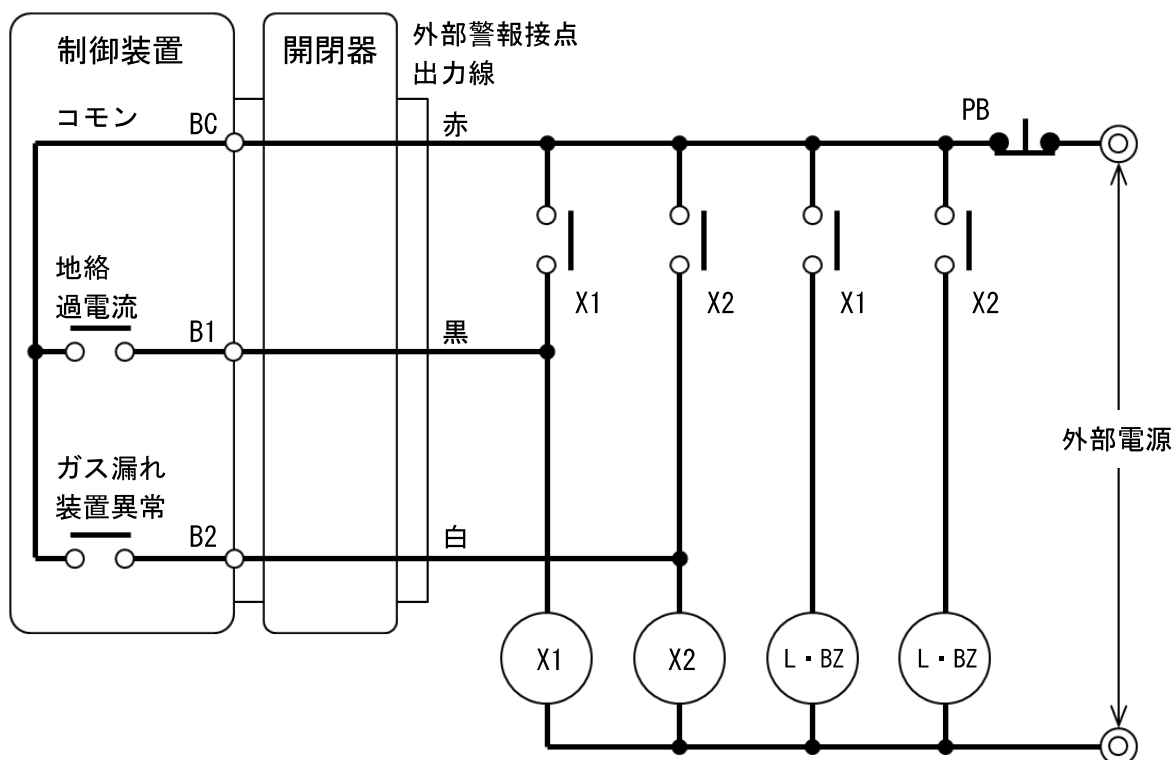 制御装置
開閉器
外部警報接点
出力線
コモン
BC
赤
PB
地絡
過電流
B1
黒
X1
X2
X1
X2
外部電源
ガス漏れ
装置異常
B2
白
X1
X2
L・BZ
L・BZ